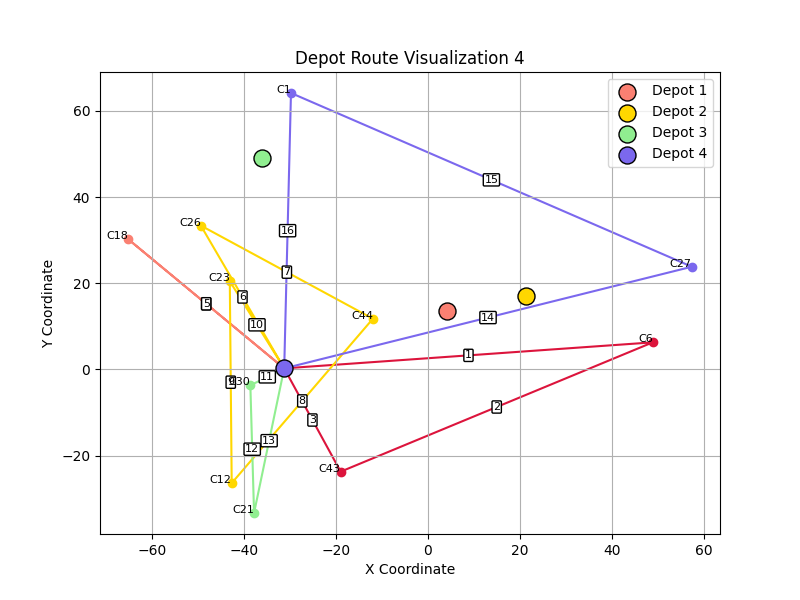 Depot Route Visualization 4
Depot 1
Depot 2
Depot 3
Depot 4
C1
C18
C26
C23
C44
C27
C6
C43
C12
C21
15
16
7
5
6
10
14
1
11
9
8
2
3
13
12
60
40
20
0
−20
−60
−40
−20
0
20
40
60
Y Coordinate
X Coordinate